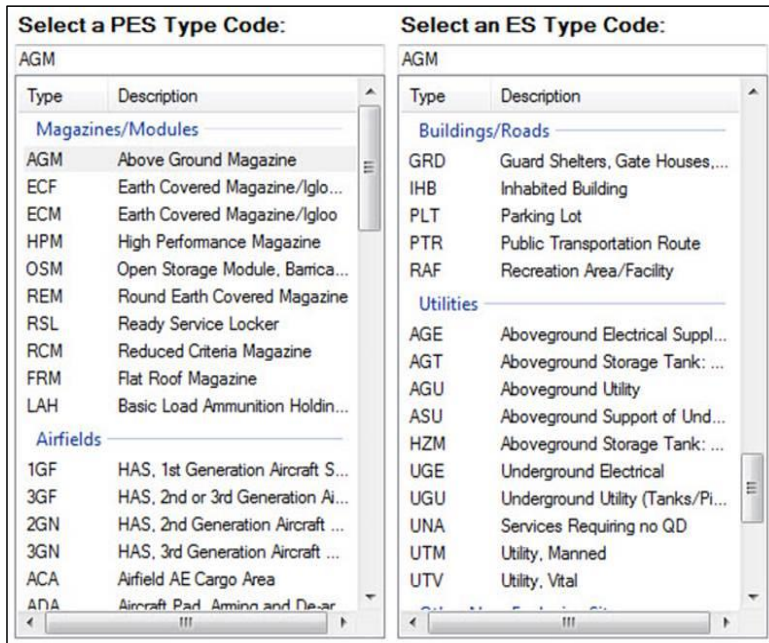 Select a PES Type Code:
AGM
Type Description
Magazines/Modules
AGM Above Ground Magazine
ECF Earth Covered Magazine/Iglo...
ECM Earth Covered Magazine/Igloo
HPM High Performance Magazine
OSM Open Storage Module, Barrica...
REM Round Earth Covered Magazine
RSL Ready Service Locker
RCM Reduced Criteria Magazine
FRM Flat Roof Magazine
LAH Basic Load Ammunition Holdin...
Airfields
1GF HAS, 1st Generation Aircraft S...
3GF HAS, 2nd or 3rd Generation Ai...
2GN HAS, 2nd Generation Aircraft ...
3GN HAS, 3rd Generation Aircraft ...
ACA Airfield AE Cargo Area
ADA Aircraft Pad, Arming and De-ar
Select an ES Type Code:
AGM
Type Description
Buildings/Roads
GRD Guard Shelters, Gate Houses,...
IHB Inhabited Building
PLT Parking Lot
PTR Public Transportation Route
RAF Recreation Area/Facility
Utilities
AGE Aboveground Electrical Suppl...
AGT Aboveground Storage Tank: ...
AGU Aboveground Utility
ASU Aboveground Support of Und...
HZM Aboveground Storage Tank: ...
UGE Underground Electrical
UGU Underground Utility (Tanks/Pi...
UNA Services Requiring no QD
UTM Utility, Manned
UTV Utility, Vital